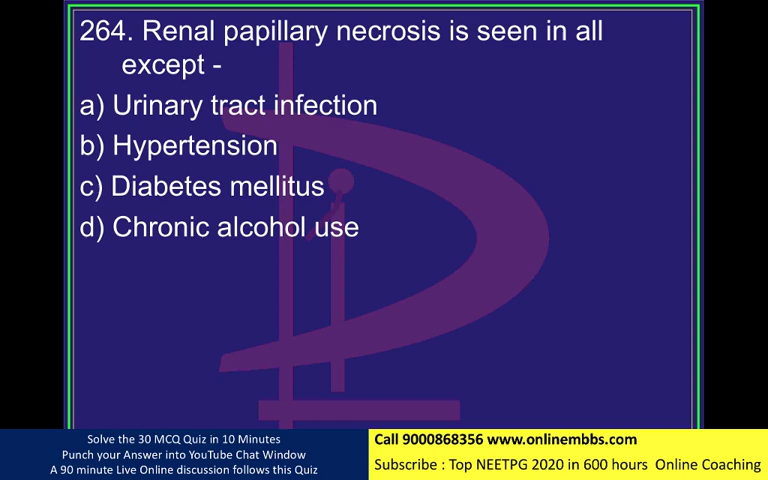 264. Renal papillary necrosis is seen in all
except -
a) Urinary tract infection
b) Hypertension
c) Diabetes mellitus
d) Chronic alcohol use
Solve the 30 MCQ Quiz in 10 Minutes
Punch your Answer into YouTube Chat Window
A 90 minute Live Online discussion follows this Quiz
Call 9000868356 www.onlinembbs.com
Subscribe : Top NEETPG 2020 in 600 hours Online Coaching